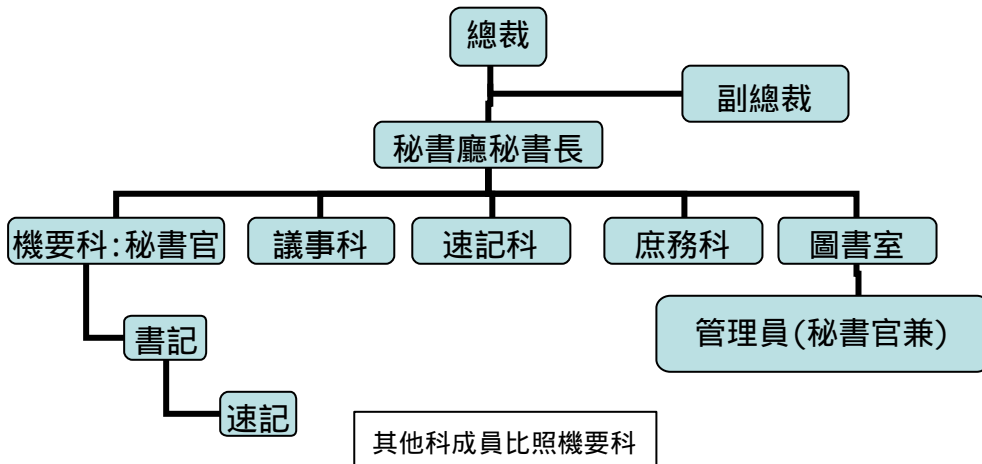 總裁
副總裁
秘書廳秘書長
機要科:秘書官
議事科
速記科
庶務科
圖書室
管理員(秘書官兼)
書記
速記
其他科成員比照機要科